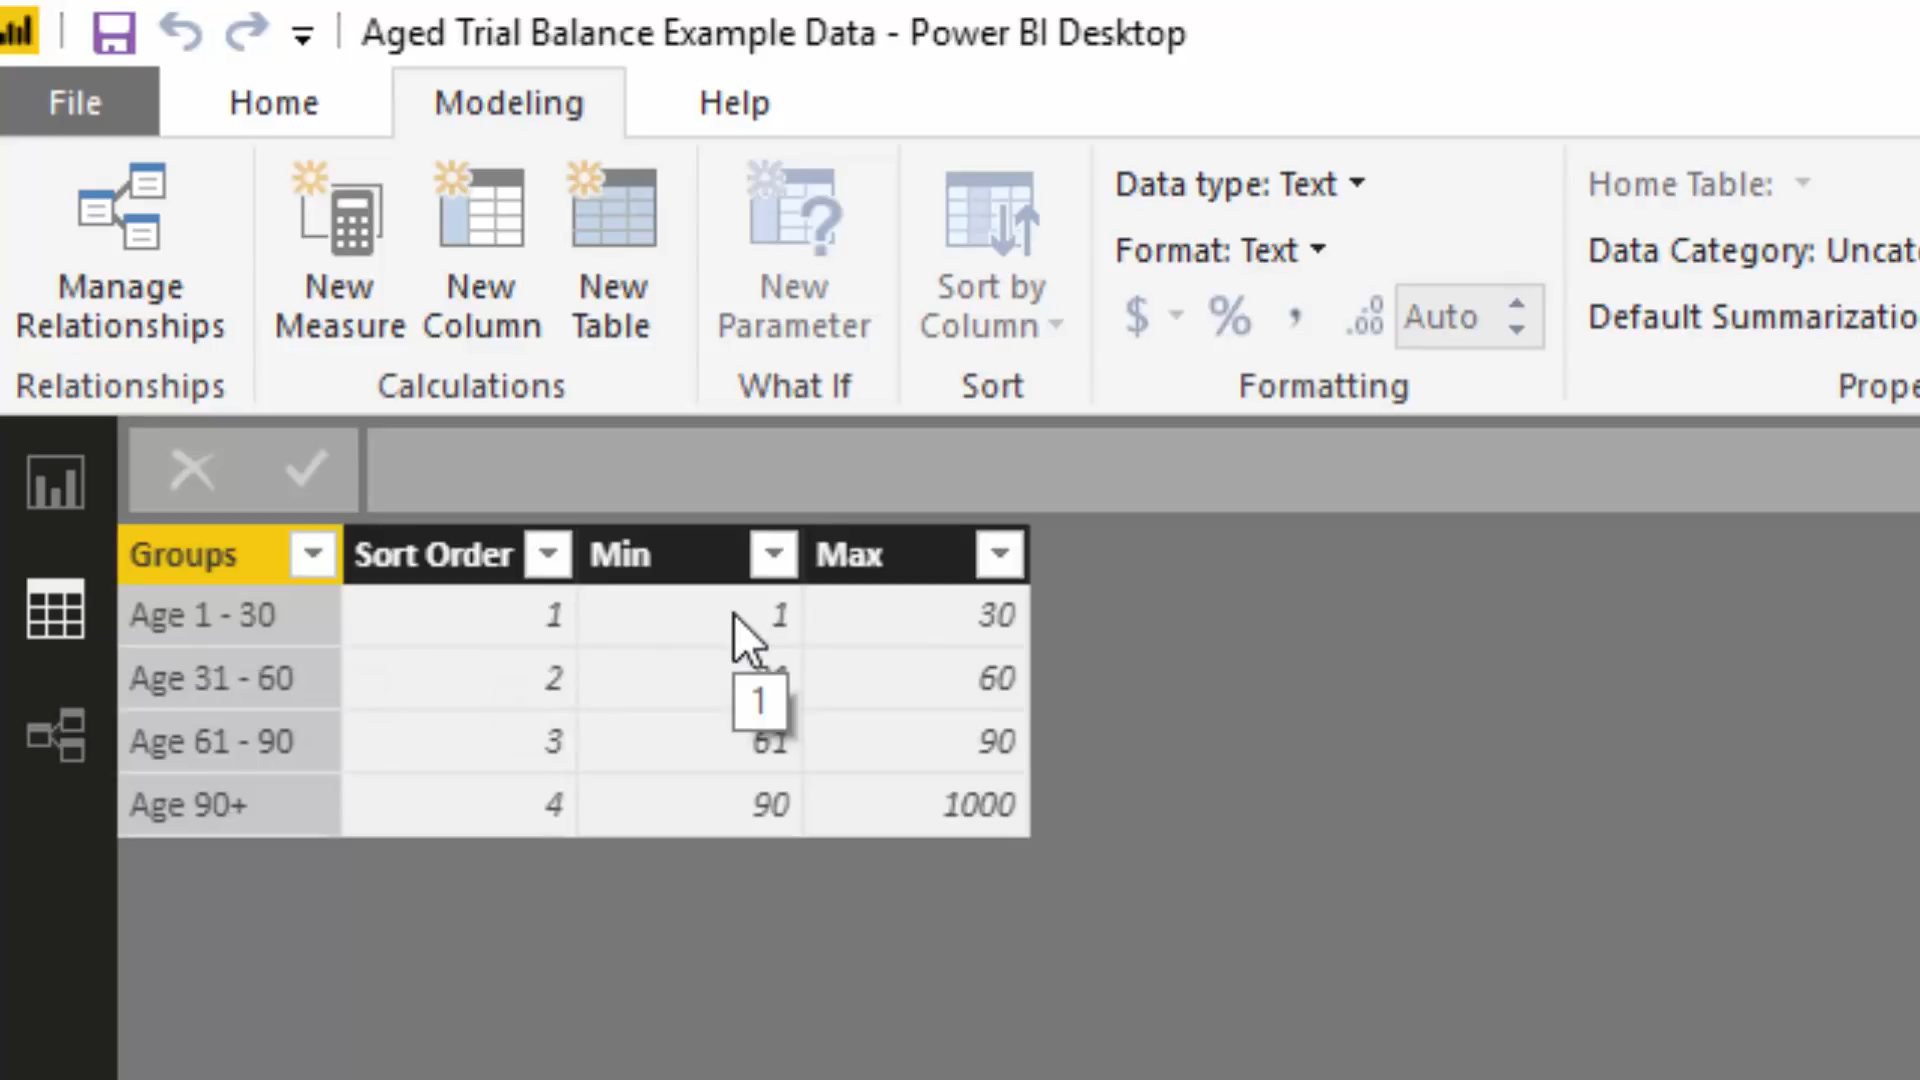 Aged Trial Balance Example Data - Power BI Desktop
File Home Modeling Help
Manage Relationships
New Measure
New Column
New Table
New Parameter
Sort by Column
Data type: Text
Format: Text
$ % , .00 Auto
Home Table:
Data Category:
Default
Relationships Calculations What If Sort Formatting
Groups Sort Order Min Max
Age 1 - 30 1 1 30
Age 31 - 60 2 60
1
Age 61 - 90 3 61 90
Age 90+ 4 90 1000